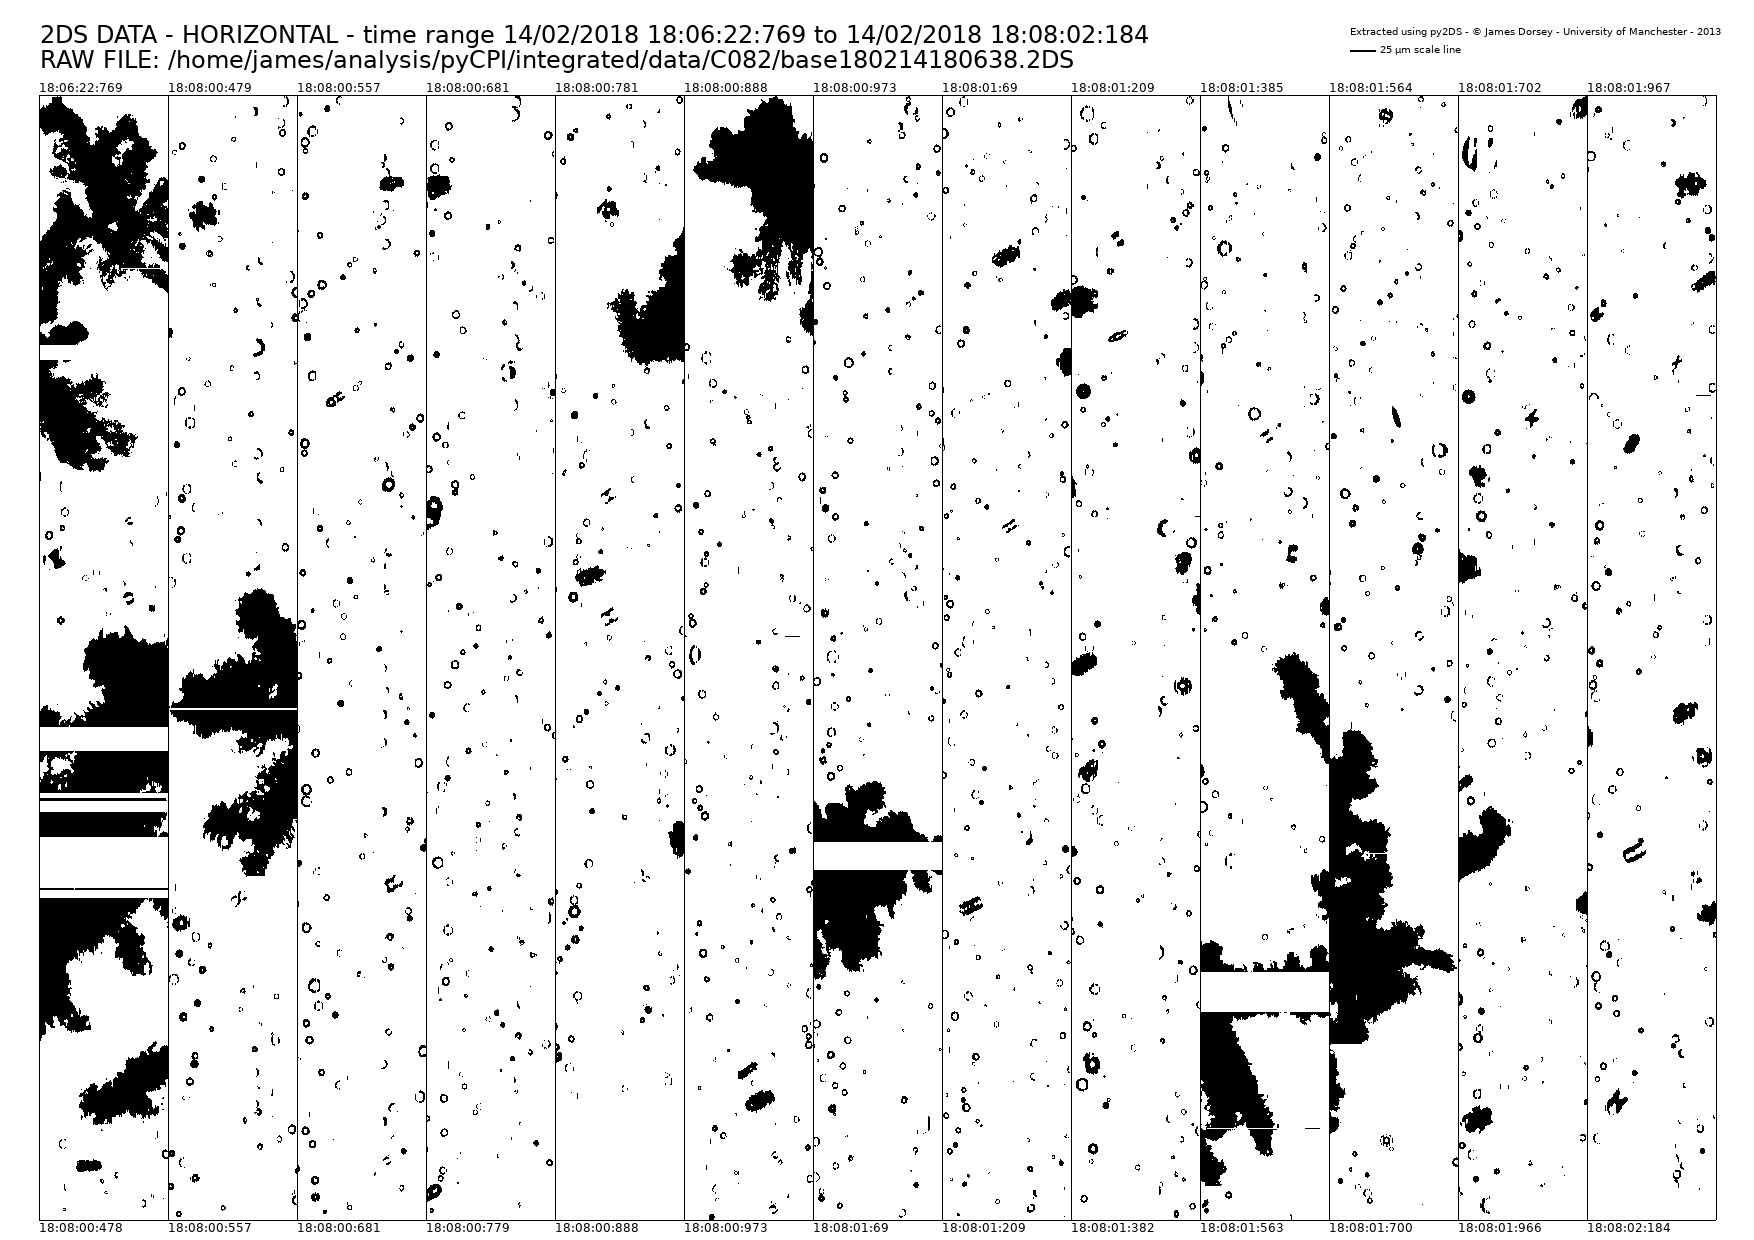 2DS DATA - HORIZONTAL - time range 14/02/2018 18:06:22:769 to 14/02/2018 18:08:02:184
RAW FILE: /home/james/analysis/pyCPI/integrated/data/C082/base180214180638.2DS
Extracted using py2DS - © James Dorsey - University of Manchester - 2013
25 μm scale line
18:06:22:769 18:08:00:479 18:08:00:557 18:08:00:681 18:08:00:781 18:08:00:888 18:08:00:973 18:08:01:69 18:08:01:209 18:08:01:385 18:08:01:564 18:08:01:702 18:08:01:967
18:08:00:478 18:08:00:557 18:08:00:681 18:08:00:779 18:08:00:888 18:08:00:973 18:08:01:69 18:08:01:209 18:08:01:382 18:08:01:563 18:08:01:700 18:08:01:966 18:08:02:184